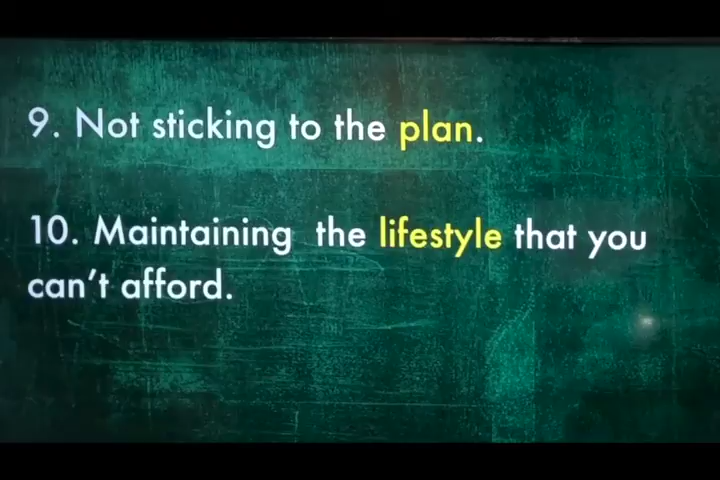 9. Not sticking to the plan.
10. Maintaining the lifestyle that you
can't afford.